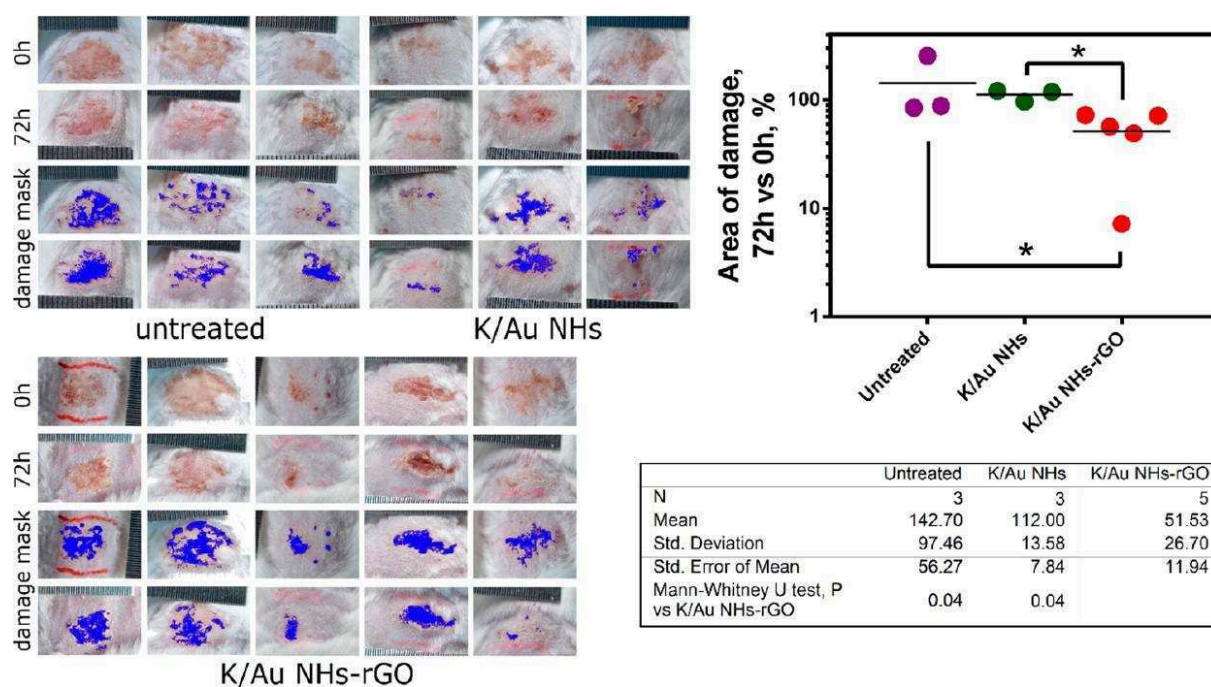 0h
72h
damage mask
untreated
K/Au NHs
0h
72h
damage mask
K/Au NHs-rGO
Area of damage,
72h vs 0h, %
100
10
1
*
*
Untreated
K/Au NHs
K/Au NHs-rGO
Untreated K/Au NHs K/Au NHs-rGO
N 3 3 5
Mean 142.70 112.00 51.53
Std. Deviation 97.46 13.58 26.70
Std. Error of Mean 56.27 7.84 11.94
Mann-Whitney U test, P
vs K/Au NHs-rGO 0.04 0.04